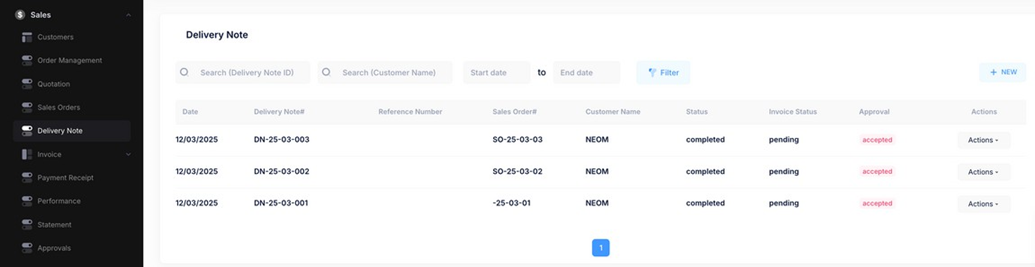 Sales
Customers
Order Management
Quotation
Sales Orders
Delivery Note
Invoice
Payment Receipt
Performance
Statement
Approvals
Delivery Note
Search (Delivery Note ID) Search (Customer Name) Start date to End date Filter + NEW
Date Delivery Note# Reference Number Sales Order# Customer Name Status Invoice Status Approval Actions
12/03/2025 DN-25-03-003 SO-25-03-03 NEOM completed pending accepted Actions
12/03/2025 DN-25-03-002 SO-25-03-02 NEOM completed pending accepted Actions
12/03/2025 DN-25-03-001 -25-03-01 NEOM completed pending accepted Actions
1